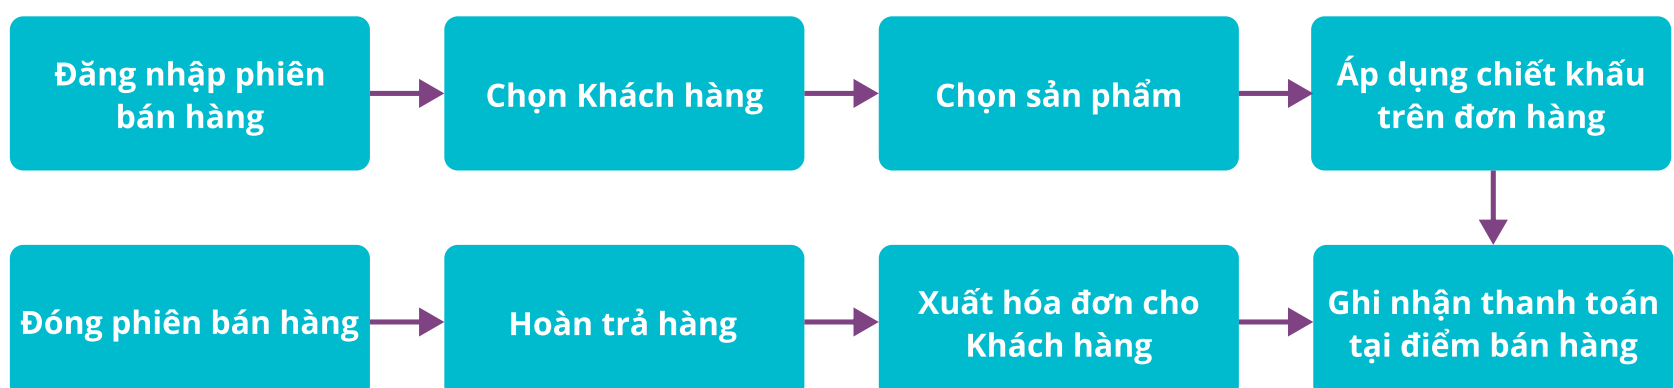 Đăng nhập phiên
bán hàng
Chọn Khách hàng
Chọn sản phẩm
Áp dụng chiết khấu
trên đơn hàng
Đóng phiên bán hàng
Hoàn trả hàng
Xuất hóa đơn cho
Khách hàng
Ghi nhận thanh toán
tại điểm bán hàng